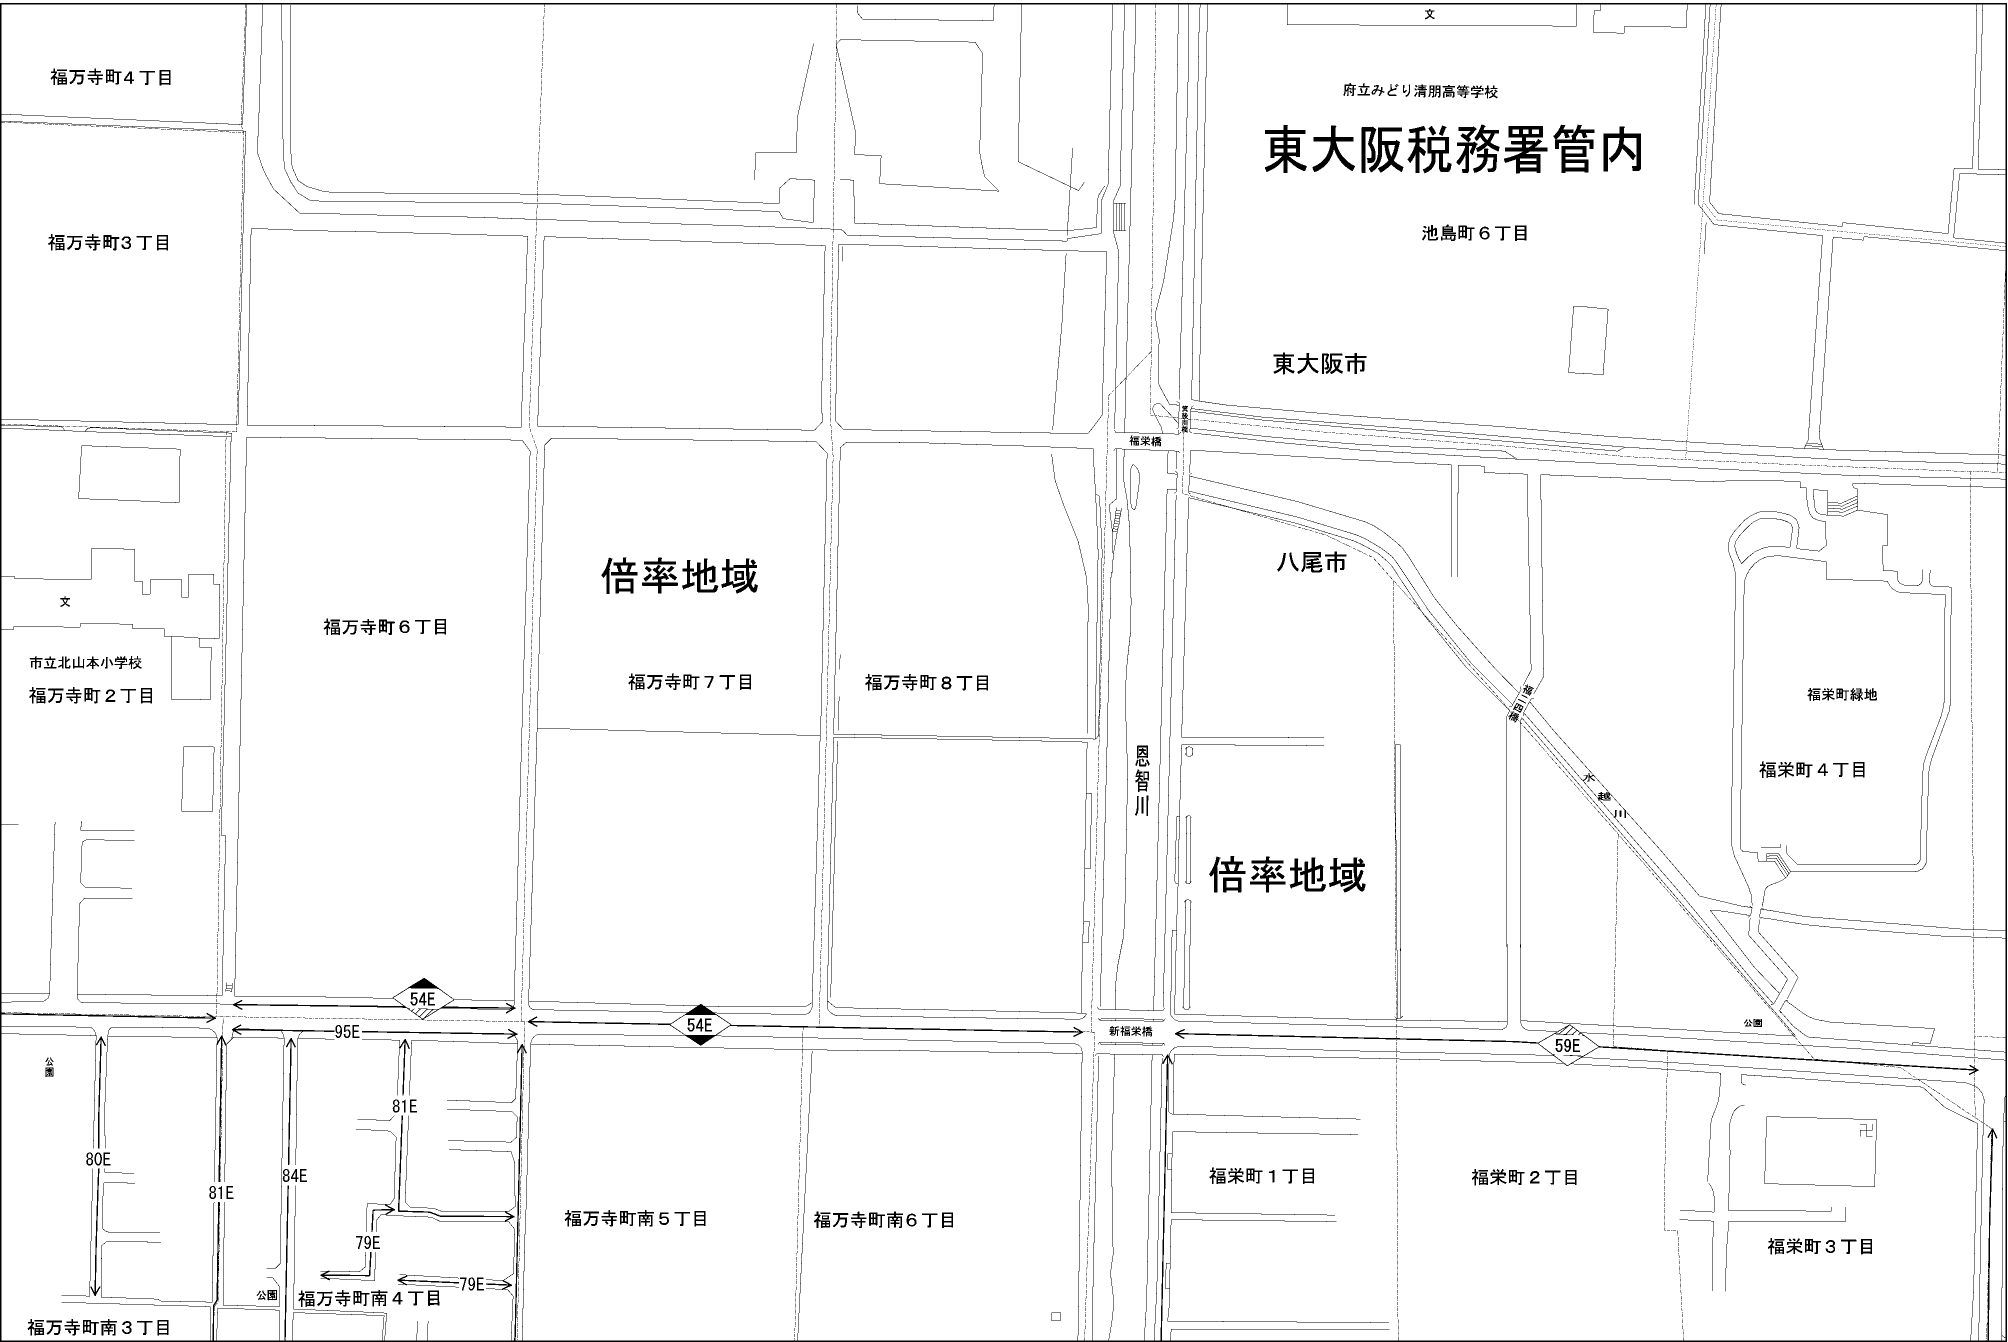 文
福万寺町４丁目
府立みどり清朋高等学校
東大阪税務署管内
福万寺町３丁目
池島町６丁目
東大阪市
福栄橋
八尾市
倍率地域
文
福万寺町６丁目
市立北山本小学校
福万寺町２丁目
福万寺町７丁目
福万寺町８丁目
福二四橋
福栄町緑地
恩智川
福栄町４丁目
水越川
倍率地域
54E
54E
95E
新福栄橋
公園
59E
公園
81E
80E
81E
84E
福栄町１丁目
福栄町２丁目
福万寺町南５丁目
福万寺町南６丁目
79E
福栄町３丁目
79E
公園
福万寺町南４丁目
福万寺町南３丁目